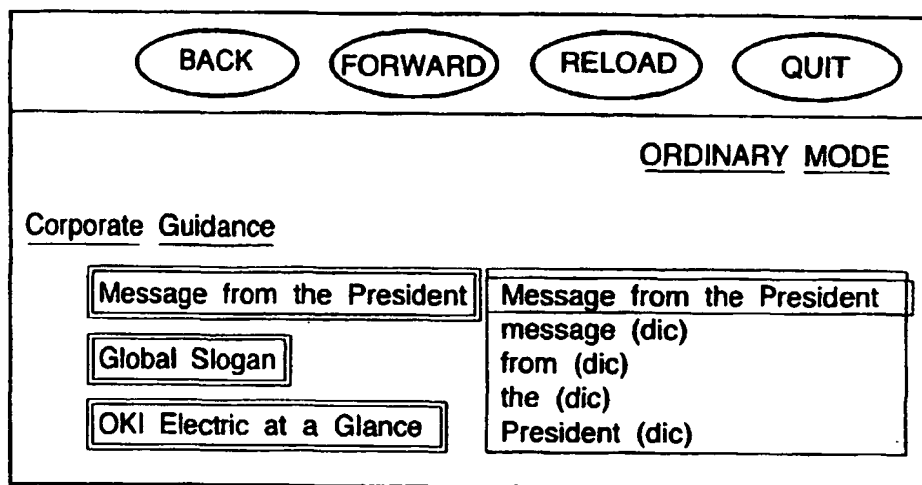 BACK FORWARD RELOAD QUIT
ORDINARY MODE
Corporate Guidance
Message from the President
Global Slogan
OKI Electric at a Glance
Message from the President
message (dic)
from (dic)
the (dic)
President (dic)